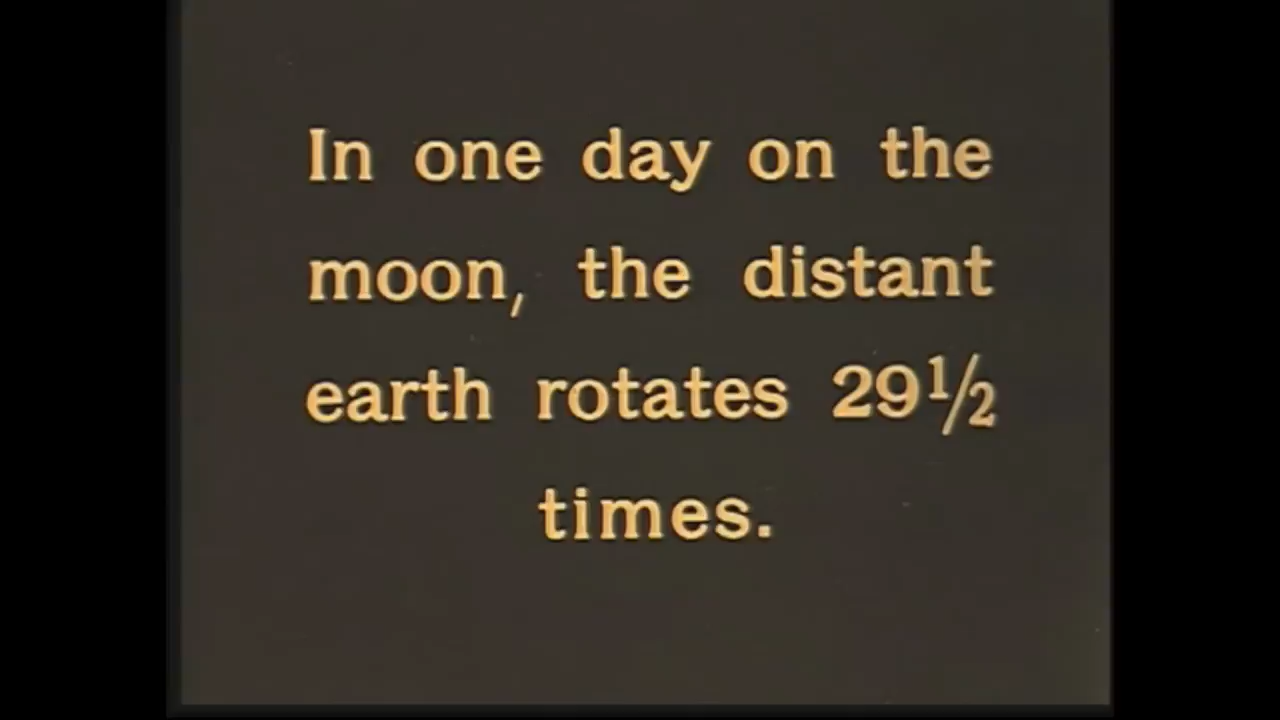 In one day on the
moon, the distant
earth rotates 29½
times.